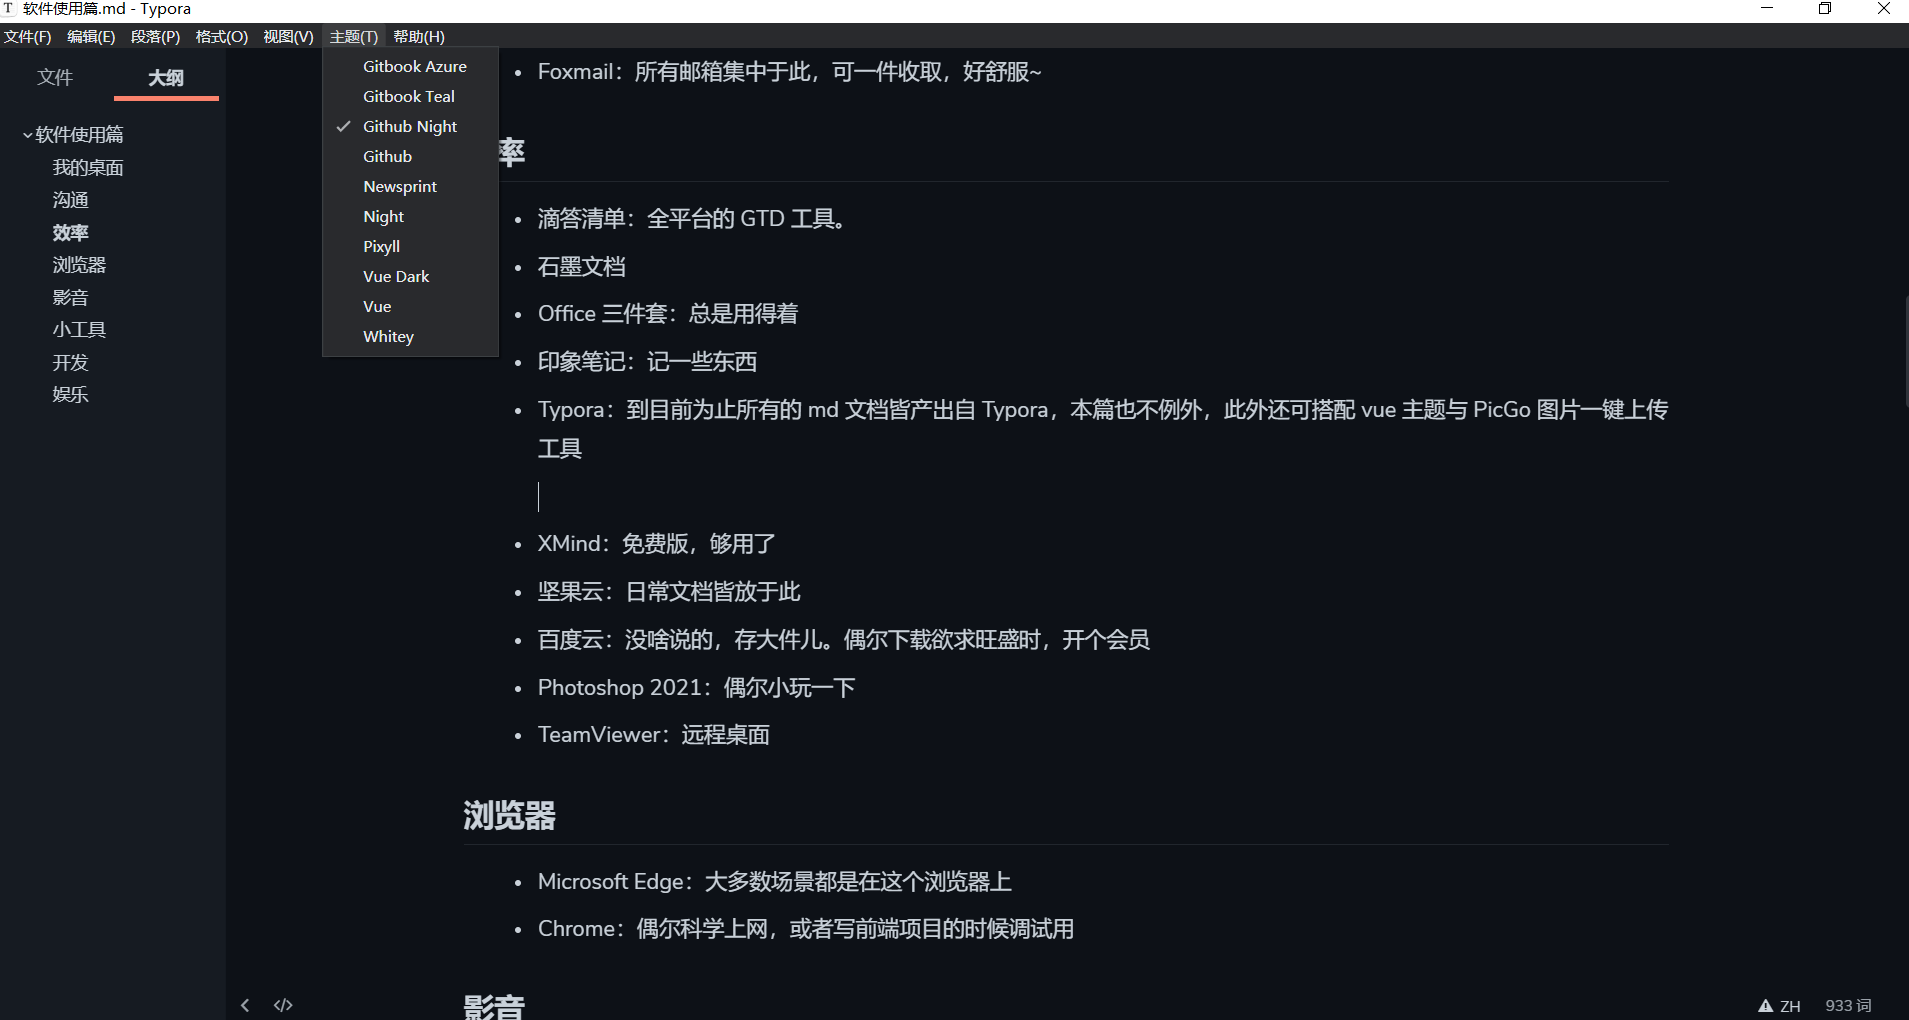 软件使用篇.md - Typora
文件(F) 编辑(E) 段落(P) 格式(O) 视图(V) 主题(T) 帮助(H)
文件 大纲
软件使用篇
我的桌面
沟通
效率
浏览器
影音
小工具
开发
娱乐
Gitbook Azure
Gitbook Teal
Github Night
Github
Newsprint
Night
Pixyll
Vue Dark
Vue
Whitey
Foxmail：所有邮箱集中于此，可一件收取，好舒服~
率
滴答清单：全平台的 GTD 工具。
石墨文档
Office 三件套：总是用得着
印象笔记：记一些东西
Typora：到目前为止所有的 md 文档皆产出自 Typora，本篇也不例外，此外还可搭配 vue 主题与 PicGo 图片一键上传
工具
XMind：免费版，够用了
坚果云：日常文档皆放于此
百度云：没啥说的，存大件儿。偶尔下载欲求旺盛时，开个会员
Photoshop 2021：偶尔小玩一下
TeamViewer：远程桌面
浏览器
Microsoft Edge：大多数场景都是在这个浏览器上
Chrome：偶尔科学上网，或者写前端项目的时候调试用
影音
ZH 933 词